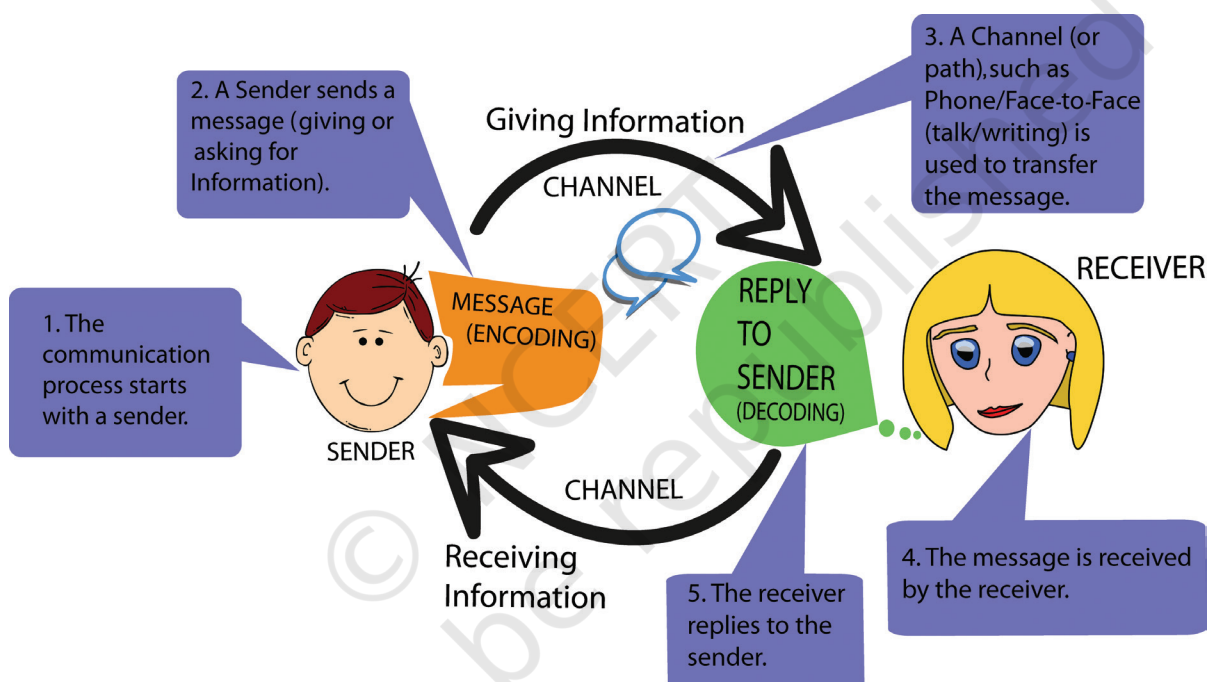 3. A Channel (or
path),such as
Phone/Face-to-Face
(talk/writing) is
used to transfer
the message.
2. A Sender sends a
message (giving or
asking for
Information).
Giving Information
CHANNEL
RECEIVER
MESSAGE
(ENCODING)
REPLY
TO
SENDER
(DECODING)
1. The
communication
process starts
with a sender.
SENDER
CHANNEL
Receiving
Information
4. The message is received
by the receiver.
5. The receiver
replies to the
sender.
© NCERT
be republished